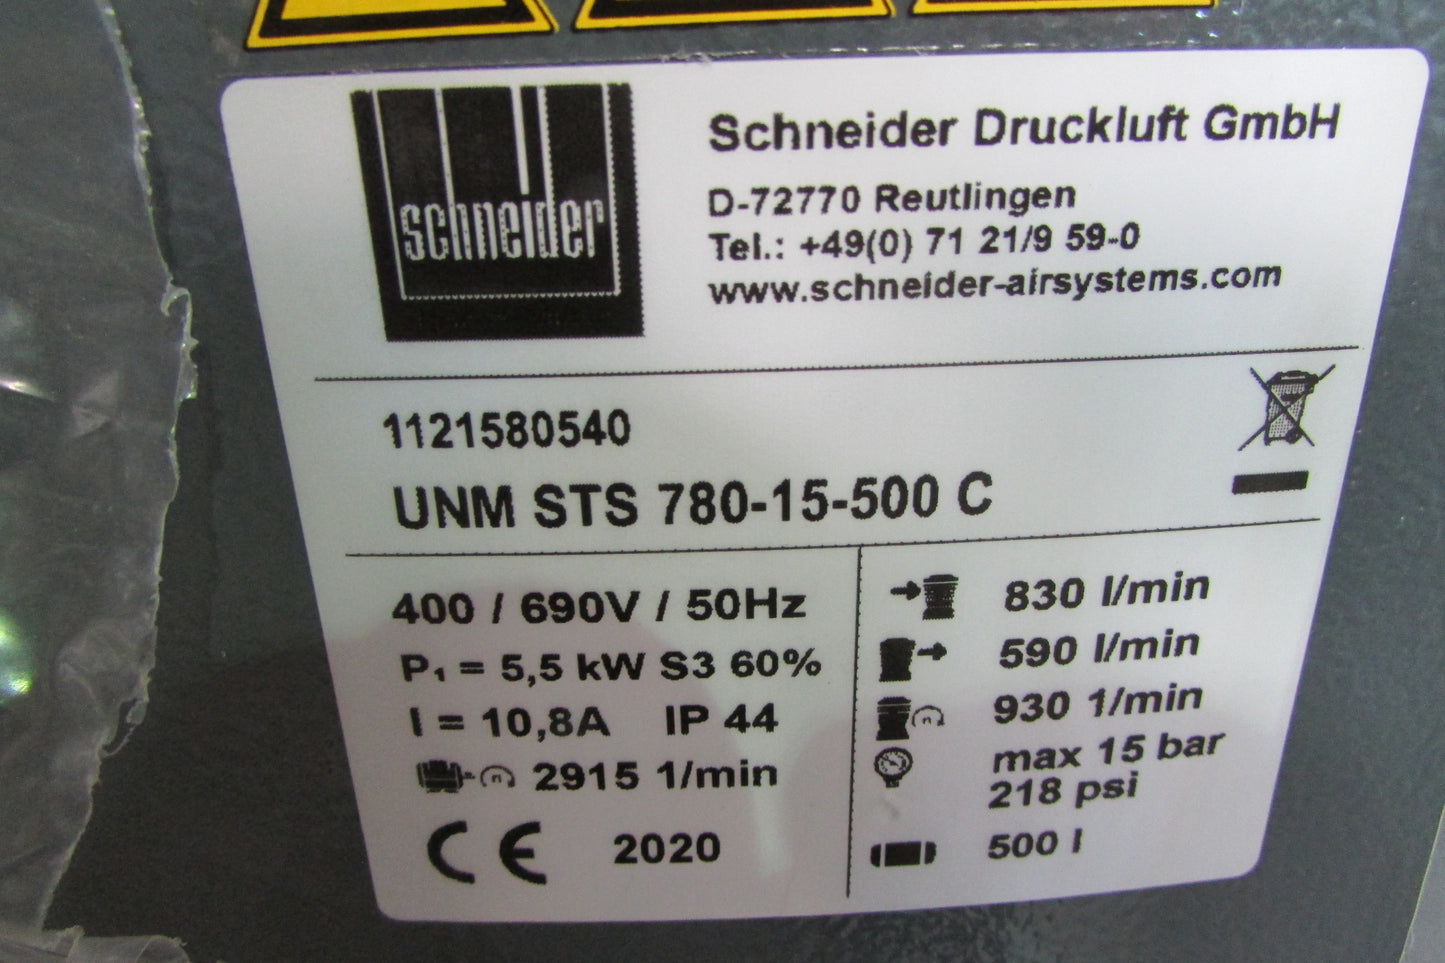 schneider
Schneider Druckluft GmbH
D-72770 Reutlingen
Tel.: +49(0) 71 21/9 59-0
www.schneider-airsystems.com
1121580540
UNM STS 780-15-500 C
400 / 690V / 50Hz
P₁ = 5,5 kW S3 60%
I = 10,8A IP 44
n 2915 1/min
CE 2020
830 l/min
590 l/min
n 930 1/min
max 15 bar
218 psi
500 l